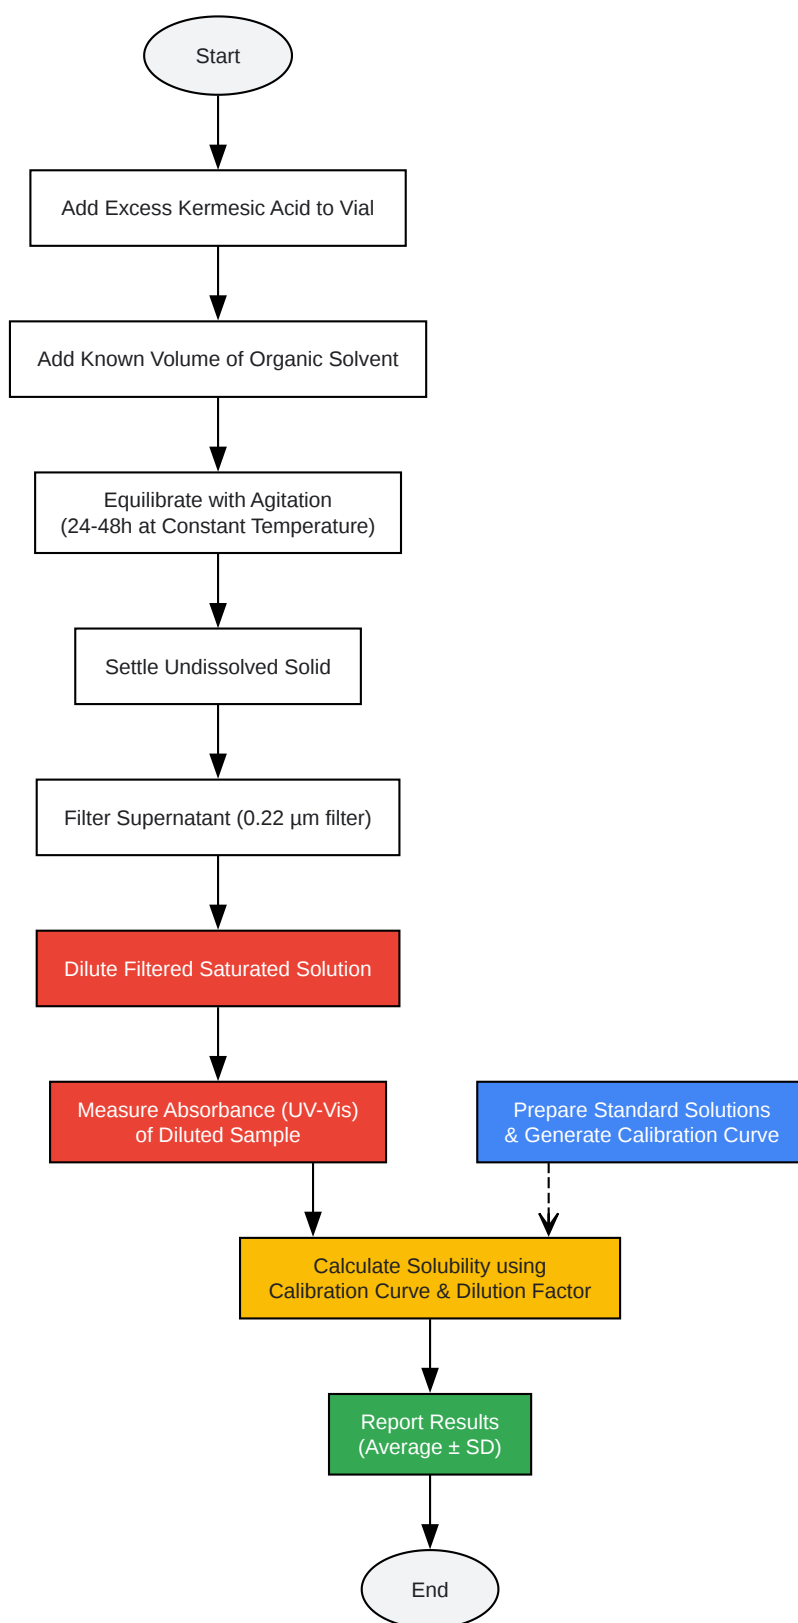 Start
Add Excess Kermesic Acid to Vial
Add Known Volume of Organic Solvent
Equilibrate with Agitation
(24-48h at Constant Temperature)
Settle Undissolved Solid
Filter Supernatant (0.22 µm filter)
Dilute Filtered Saturated Solution
Measure Absorbance (UV-Vis)
of Diluted Sample
Prepare Standard Solutions
& Generate Calibration Curve
Calculate Solubility using
Calibration Curve & Dilution Factor
Report Results
(Average ± SD)
End